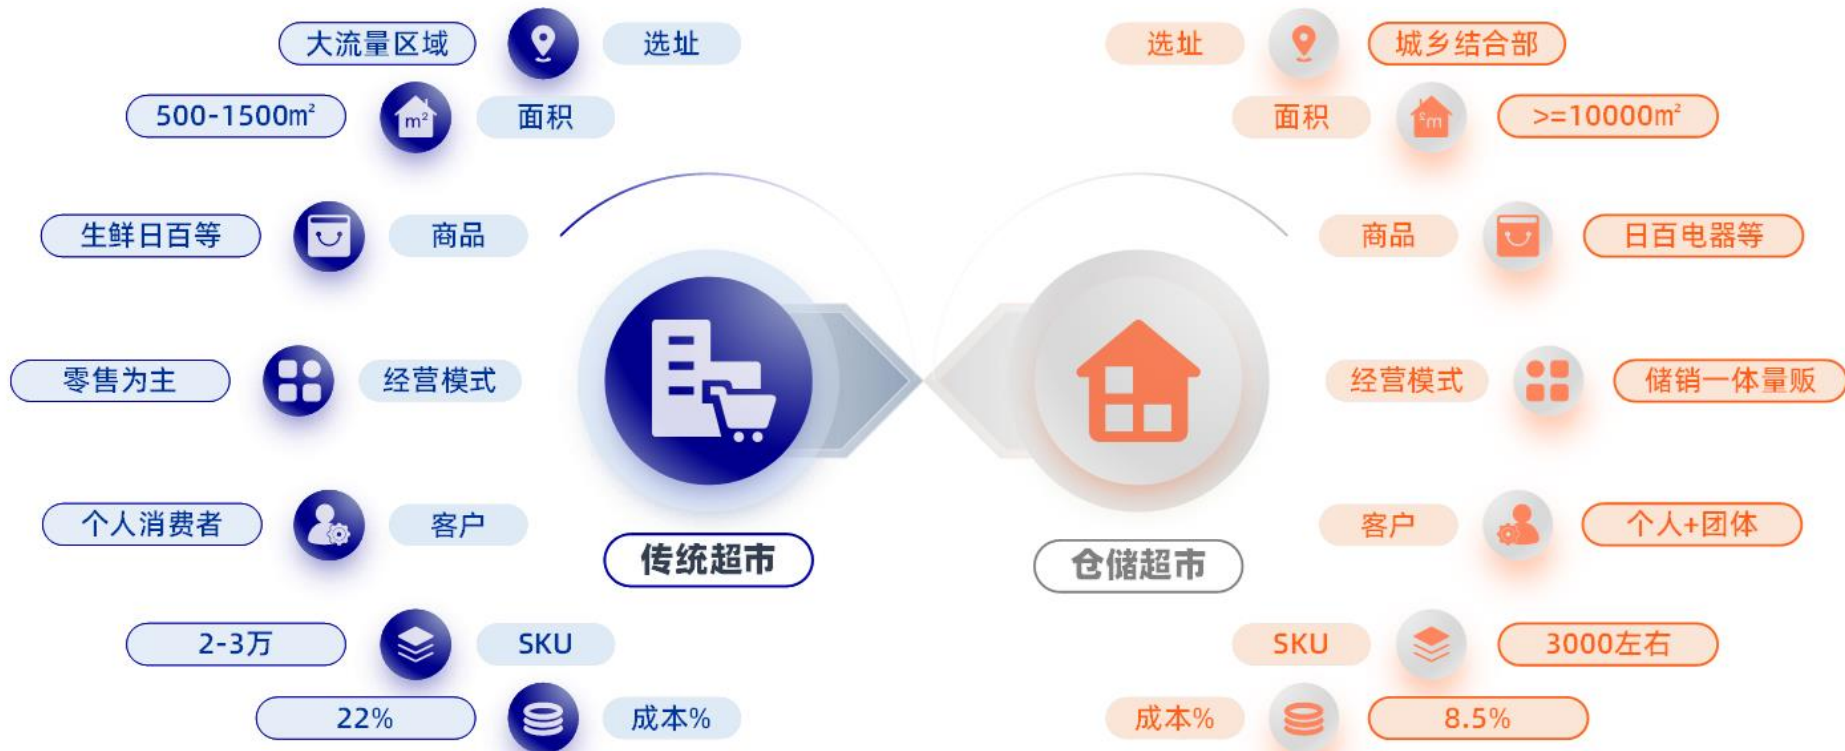 大流量区域 选址
500-1500m² m² 面积
生鲜日百等 商品
零售为主 经营模式
个人消费者 客户
2-3万 SKU
22% 成本%
传统超市
选址 城乡结合部
面积 m² >=10000m²
商品 日百电器等
经营模式 储销一体量贩
客户 个人+团体
SKU 3000左右
成本% 8.5%
仓储超市